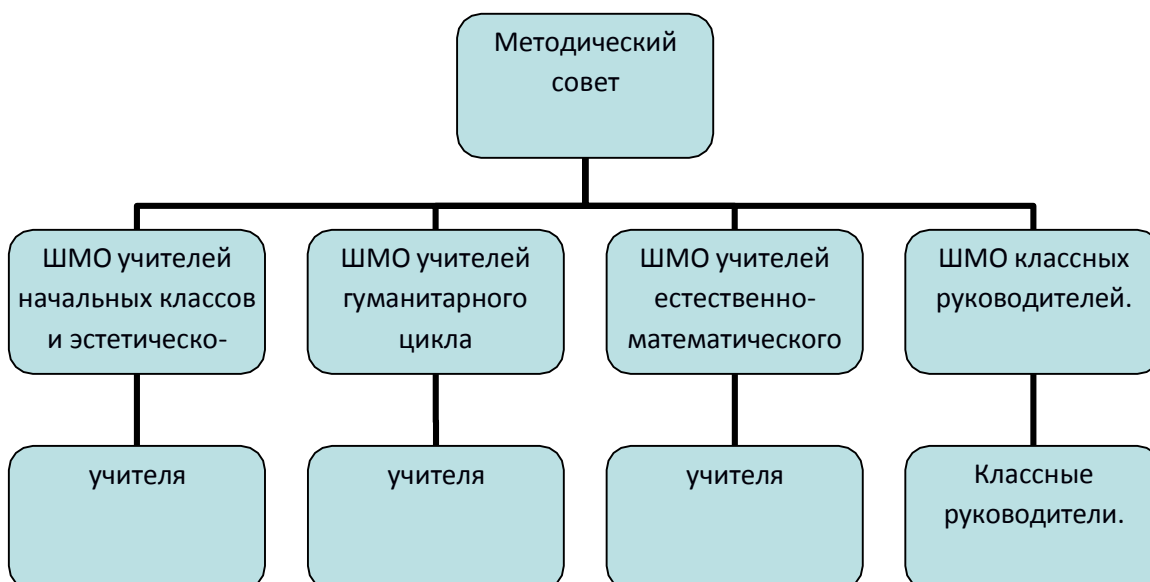 Методический
совет
ШМО учителей
начальных классов
и эстетическо-
ШМО учителей
гуманитарного
цикла
ШМО учителей
естественно-
математического
ШМО классных
руководителей.
учителя
учителя
учителя
Классные
руководители.